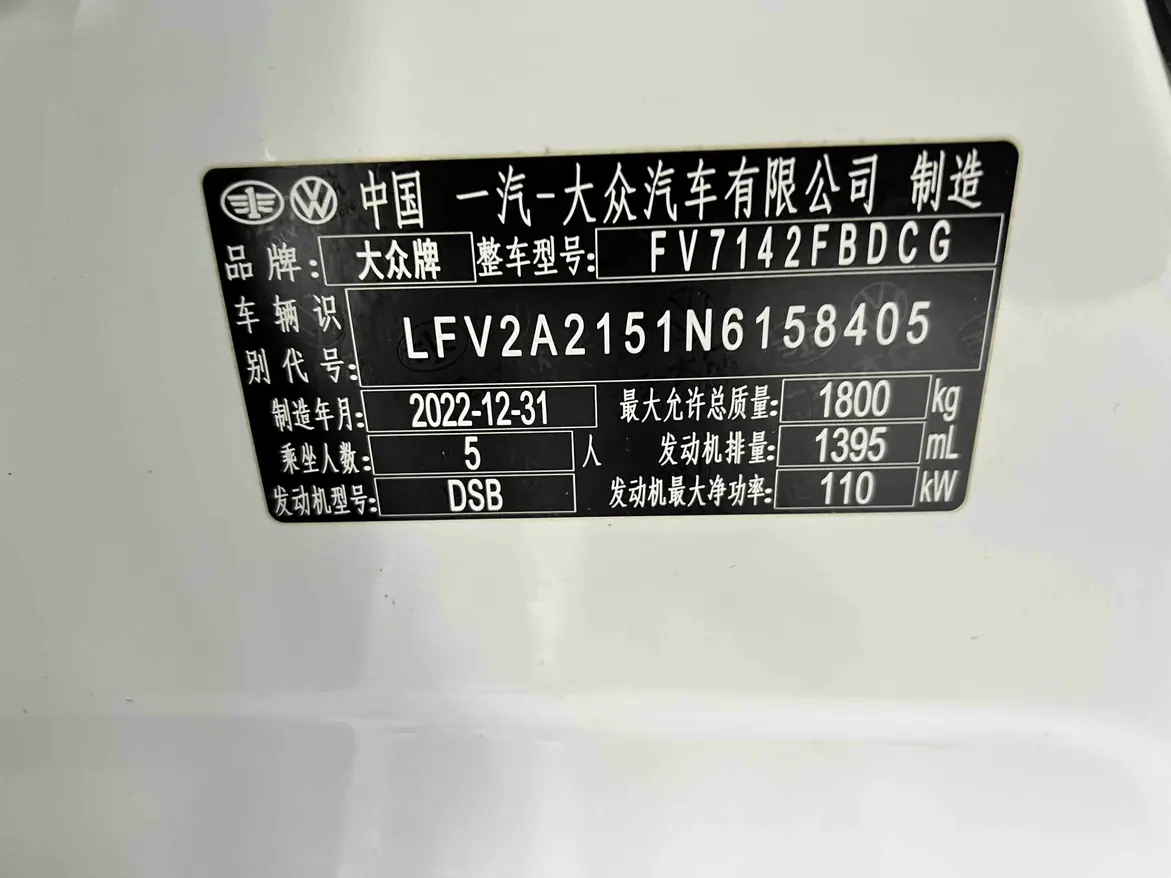 中国 一汽-大众汽车有限公司 制造
品牌: 大众牌 整车型号: FV7142FBDCG
车辆识别代号: LFV2A2151N6158405
制造年月: 2022-12-31 最大允许总质量: 1800 kg
乘坐人数: 5 人 发动机排量: 1395 mL
发动机型号: DSB 发动机最大净功率: 110 kW